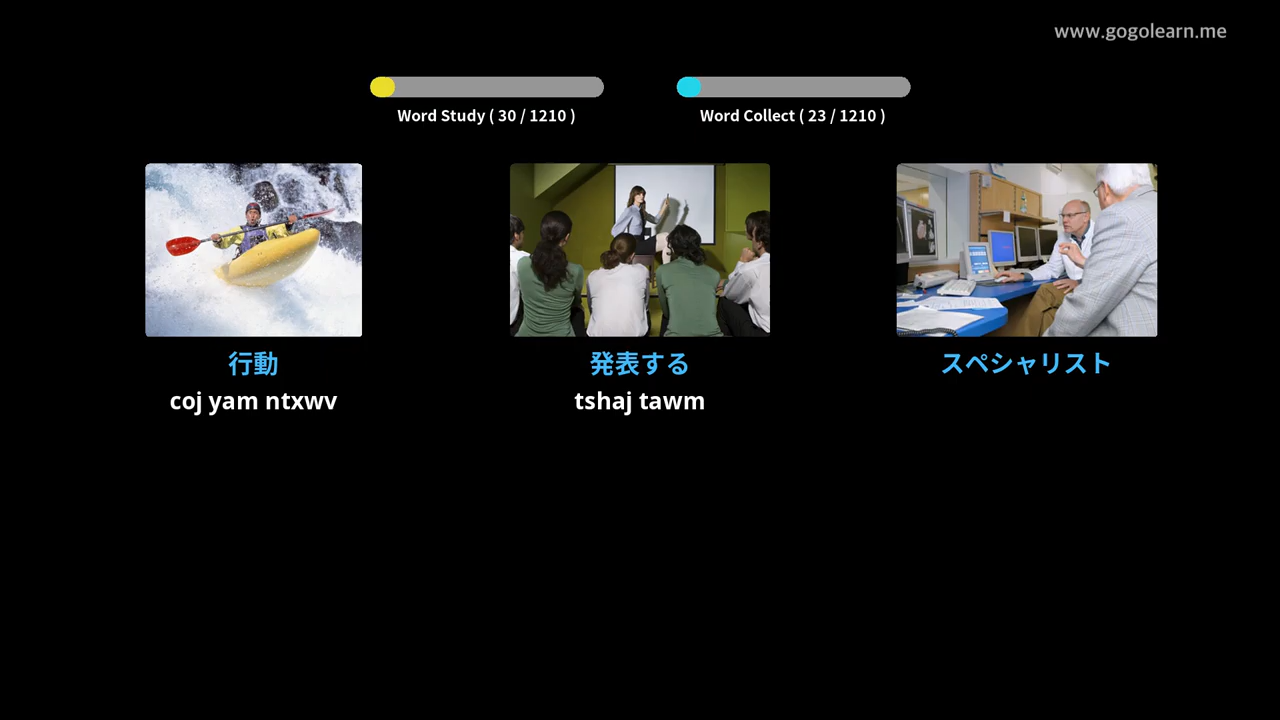 www.gogolearn.me
Word Study ( 30 / 1210 )
Word Collect ( 23 / 1210 )
行動
発表する
スペシャリスト
coj yam ntxwv
tshaj tawm